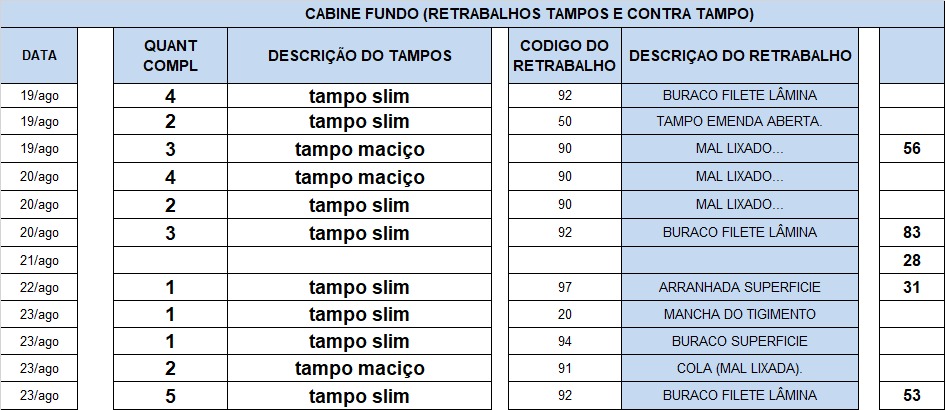 CABINE FUNDO (RETRABALHOS TAMPOS E CONTRA TAMPO)
DATA QUANT COMPL DESCRIÇÃO DO TAMPOS CODIGO DO RETRABALHO DESCRIÇAO DO RETRABALHO
19/ago 4 tampo slim 92 BURACO FILETE LÂMINA
19/ago 2 tampo slim 50 TAMPO EMENDA ABERTA.
19/ago 3 tampo maciço 90 MAL LIXADO... 56
20/ago 4 tampo maciço 90 MAL LIXADO...
20/ago 2 tampo slim 90 MAL LIXADO...
20/ago 3 tampo slim 92 BURACO FILETE LÂMINA 83
21/ago 28
22/ago 1 tampo slim 97 ARRANHADA SUPERFICIE 31
23/ago 1 tampo slim 20 MANCHA DO TIGIMENTO
23/ago 1 tampo slim 94 BURACO SUPERFICIE
23/ago 2 tampo maciço 91 COLA (MAL LIXADA).
23/ago 5 tampo slim 92 BURACO FILETE LÂMINA 53